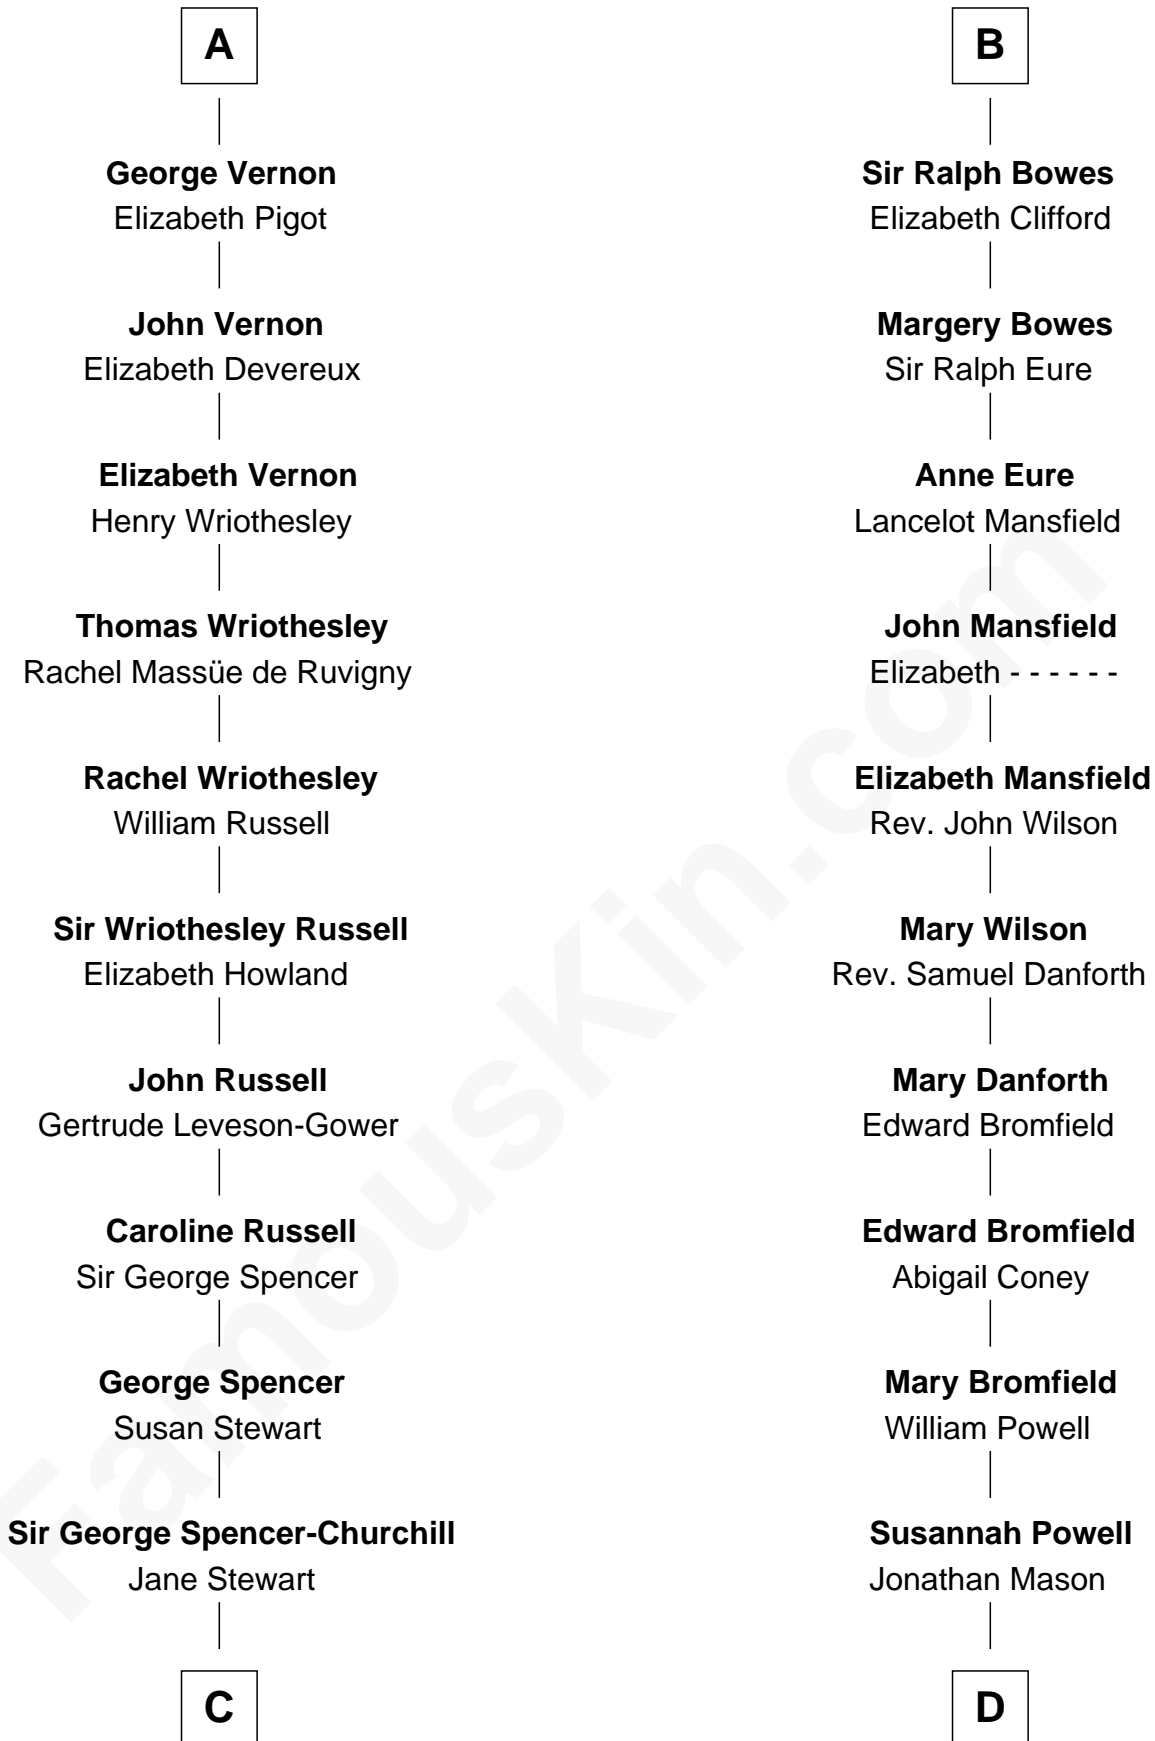 A
George Vernon
Elizabeth Pigot
John Vernon
Elizabeth Devereux
Elizabeth Vernon
Henry Wriothesley
Thomas Wriothesley
Rachel Massüe de Ruvigny
Rachel Wriothesley
William Russell
Sir Wriothesley Russell
Elizabeth Howland
John Russell
Gertrude Leveson-Gower
Caroline Russell
Sir George Spencer
George Spencer
Susan Stewart
Sir George Spencer-Churchill
Jane Stewart
C
B
Sir Ralph Bowes
Elizabeth Clifford
Margery Bowes
Sir Ralph Eure
Anne Eure
Lancelot Mansfield
John Mansfield
Elizabeth - - - - - -
Elizabeth Mansfield
Rev. John Wilson
Mary Wilson
Rev. Samuel Danforth
Mary Danforth
Edward Bromfield
Edward Bromfield
Abigail Coney
Mary Bromfield
William Powell
Susannah Powell
Jonathan Mason
D
FamousKin.com